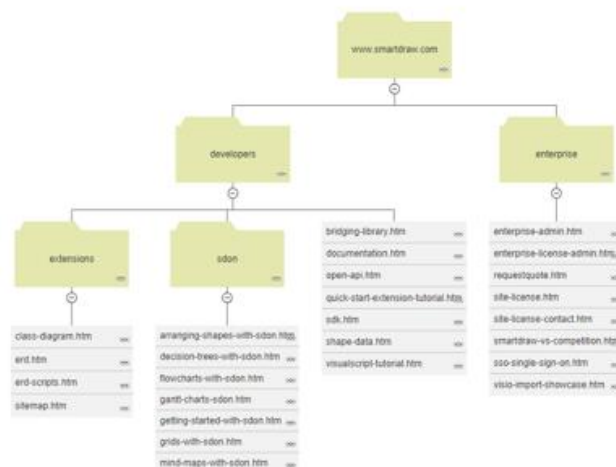 www.smartdraw.com
developers
enterprise
extensions
sdon
bridging-library.htm
documentation.htm
open-api.htm
quick-start-extension-tutorial.htm
sdk.htm
shape-data.htm
visualscript-tutorial.htm
enterprise-admin.htm
enterprise-license-admin.htm
requestquote.htm
site-license.htm
site-license-contact.htm
smartdraw-vs-competition.htm
sso-single-sign-on.htm
visio-import-showcase.htm
class-diagram.htm
erd.htm
erd-scripts.htm
sitemap.htm
arranging-shapes-with-sdon.htm
decision-trees-with-sdon.htm
flowcharts-with-sdon.htm
gantt-charts-sdon.htm
getting-started-with-sdon.htm
grids-with-sdon.htm
mind-maps-with-sdon.htm